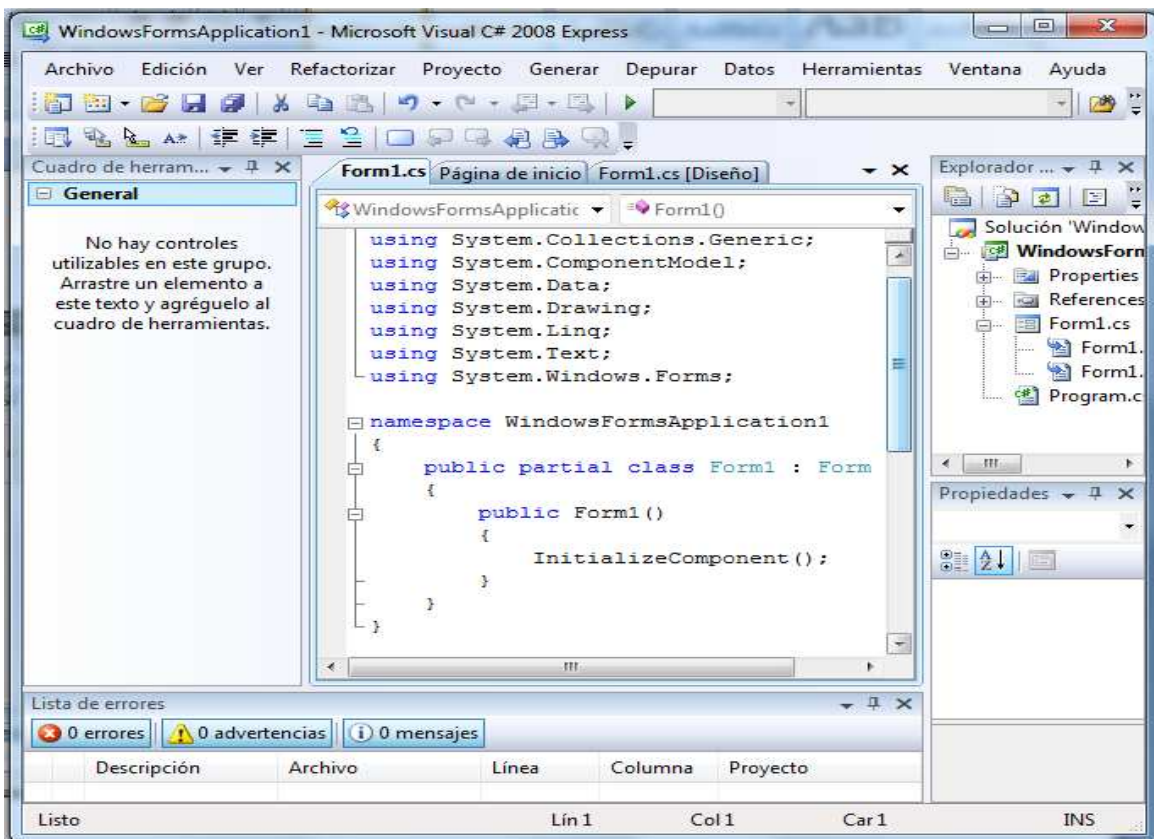 WindowsFormsApplication1 - Microsoft Visual C# 2008 Express
Archivo Edición Ver Refactorizar Proyecto Generar Depurar Datos Herramientas Ventana Ayuda
Cuadro de herram...
General
No hay controles
utilizables en este grupo.
Arrastre un elemento a
este texto y agréguelo al
cuadro de herramientas.
Form1.cs Página de inicio Form1.cs [Diseño]
WindowsFormsApplicatic Form1()
using System.Collections.Generic;
using System.ComponentModel;
using System.Data;
using System.Drawing;
using System.Linq;
using System.Text;
using System.Windows.Forms;
namespace WindowsFormsApplication1
{
public partial class Form1 : Form
{
public Form1()
{
InitializeComponent();
}
}
}
Explorador ...
Solución 'Window
WindowsForn
Properties
References
Form1.cs
Form1.
Form1.
Program.c
Propiedades
Lista de errores
0 errores 0 advertencias 0 mensajes
Descripción Archivo Línea Columna Proyecto
Listo Lín 1 Col 1 Car 1 INS